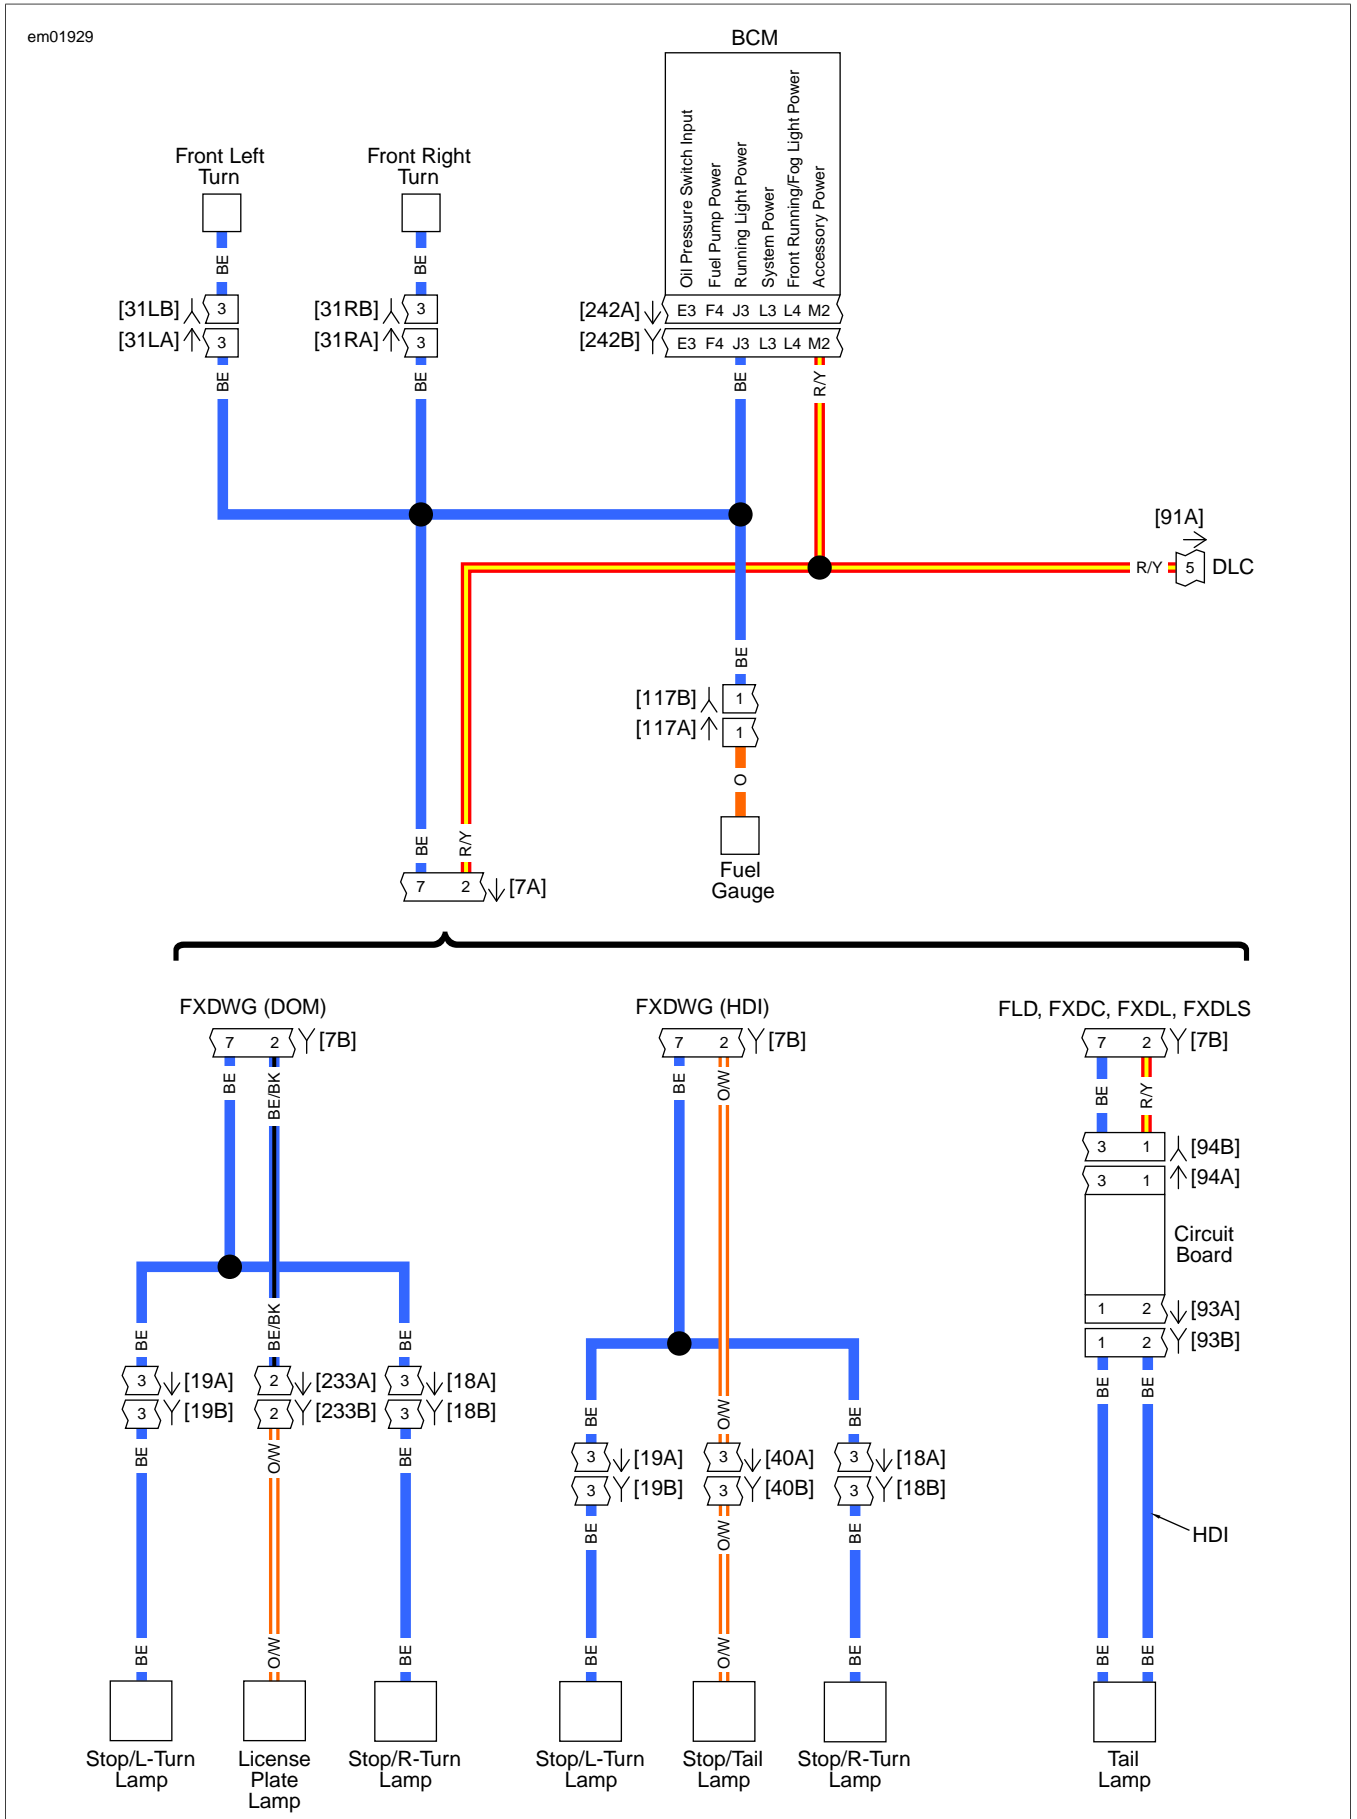 em01929
BCM
Oil Pressure Switch Input
Fuel Pump Power
Running Light Power
System Power
Front Running/Fog Light Power
Accessory Power
Front Left
Turn
Front Right
Turn
BE
BE
[31LB] 3
[31RB] 3
[242A] E3 F4 J3 L3 L4 M2
[31LA] 3
[31RA] 3
[242B] E3 F4 J3 L3 L4 M2
BE
BE
BE
R/Y
[91A]
R/Y 5 DLC
BE
[117B] 1
[117A] 1
O
BE
R/Y
Fuel
Gauge
7 2 [7A]
FXDWG (DOM)
FXDWG (HDI)
FLD, FXDC, FXDL, FXDLS
7 2 [7B]
7 2 [7B]
7 2 [7B]
BE
BE/BK
BE
O/W
BE
R/Y
3 1 [94B]
3 1 [94A]
Circuit
Board
1 2 [93A]
1 2 [93B]
BE
BE/BK
BE
3 [19A]
2 [233A]
3 [18A]
3 [19B]
2 [233B]
3 [18B]
BE
O/W
BE
BE
O/W
BE
BE
BE
3 [19A]
3 [40A]
3 [18A]
3 [19B]
3 [40B]
3 [18B]
BE
O/W
BE
HDI
BE
O/W
BE
BE
O/W
BE
BE
BE
Stop/L-Turn
Lamp
License
Plate
Lamp
Stop/R-Turn
Lamp
Stop/L-Turn
Lamp
Stop/Tail
Lamp
Stop/R-Turn
Lamp
Tail
Lamp